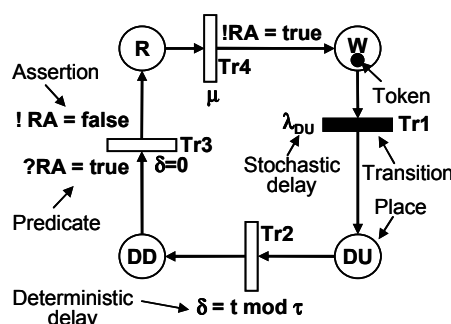 R
!RA = true
W
Tr4
μ
Token
Assertion
! RA = false
λDU
Tr1
Tr3
?RA = true
δ=0
Stochastic
delay
Transition
Predicate
Place
Tr2
DD
DU
Deterministic
delay
δ = t mod τ